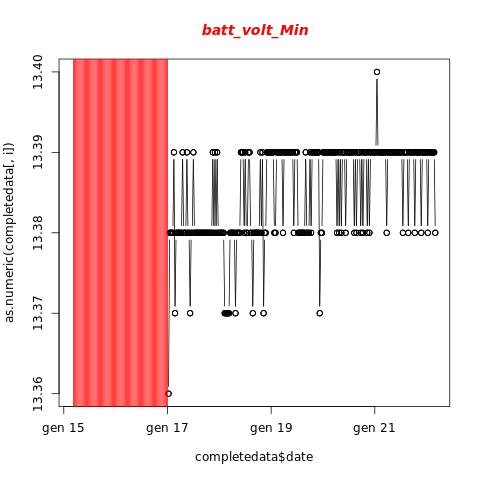 batt_volt_Min
as.numeric(completedata[, i])
13.40
13.39
13.38
13.37
13.36
gen 15
gen 17
gen 19
gen 21
completedata$date